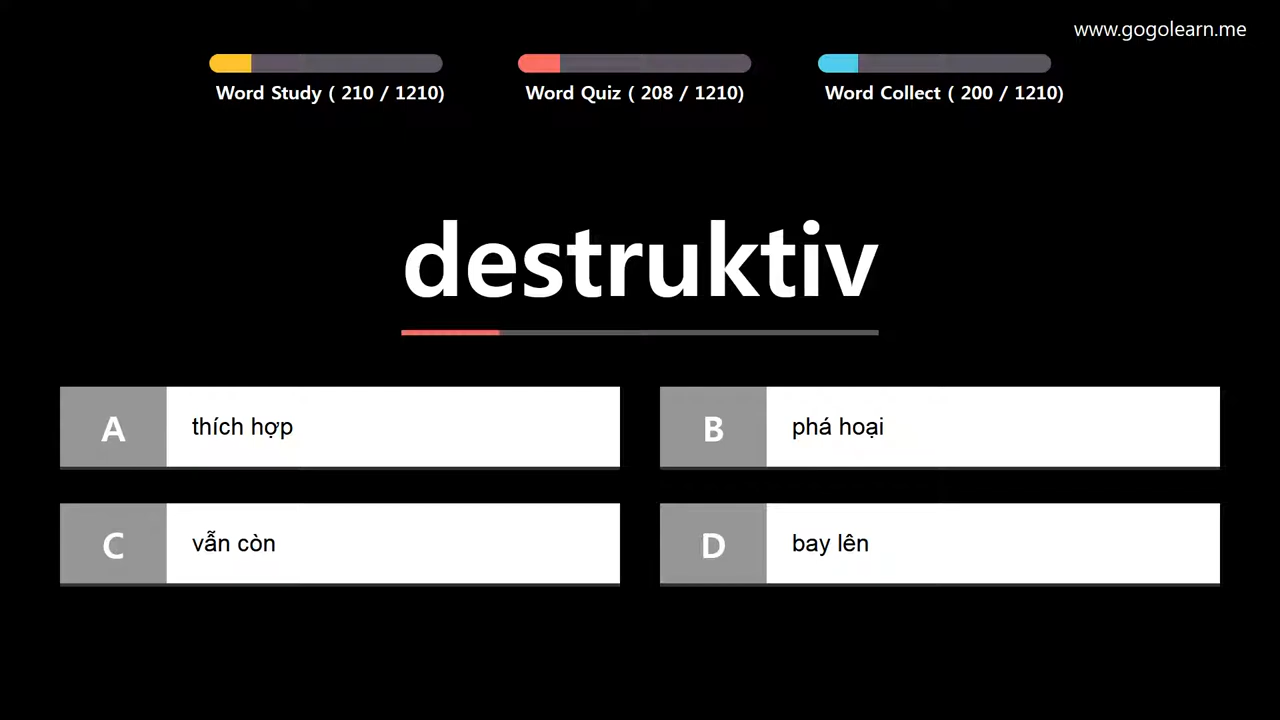 www.gogolearn.me
Word Study ( 210 / 1210)
Word Quiz ( 208 / 1210)
Word Collect ( 200 / 1210)
destruktiv
A
thích hợp
B
phá hoại
C
vẫn còn
D
bay lên